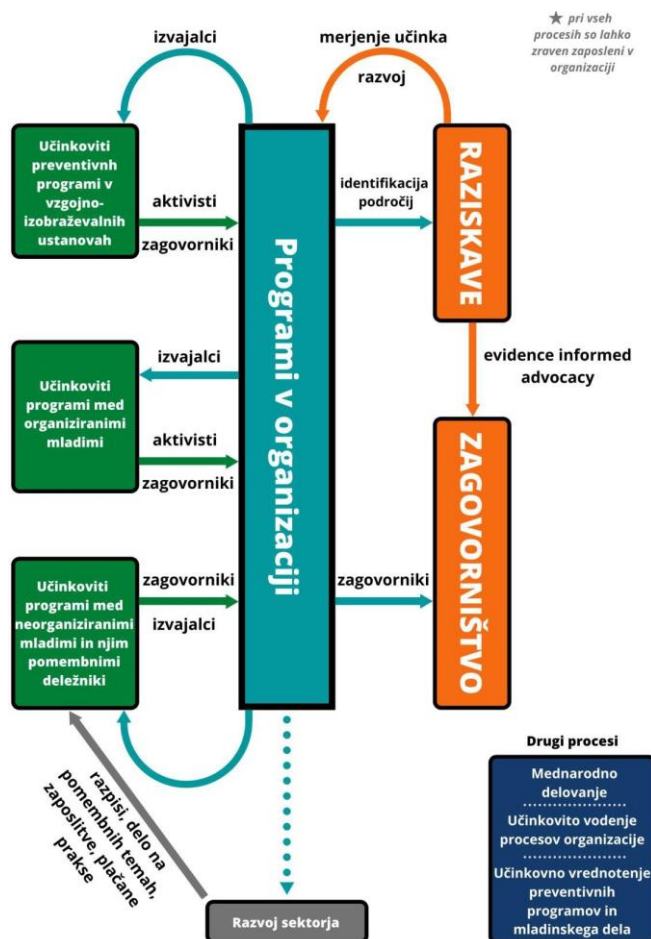 izvajalci
merjenje učinka
razvoj
★ pri vseh
procesih so lahko
zraven zaposleni v
organizaciji
Učinkoviti
preventivnh
programi v
vzgojno-
izobraževalnih
ustanovah
aktivisti
zagovorniki
Programi v organizaciji
identifikacija
področij
RAZISKAVE
evidence informed
advocacy
Učinkoviti
programi med
organiziranimi
mladimi
izvajalci
aktivisti
zagovorniki
ZAGOVORNIŠTVO
Učinkoviti
programi med
neorganiziranimi
mladimi in njim
pomembnimi
deležniki
zagovorniki
izvajalci
zagovorniki
razpisi, delo na
pomembnih temah,
zaposlitve, plačane
prakse
Razvoj sektorja
Drugi procesi
Mednarodno
delovanje
Učinkovito vodenje
procesov organizacije
Učinkovno vrednotenje
preventivnih
programov in
mladinskega dela